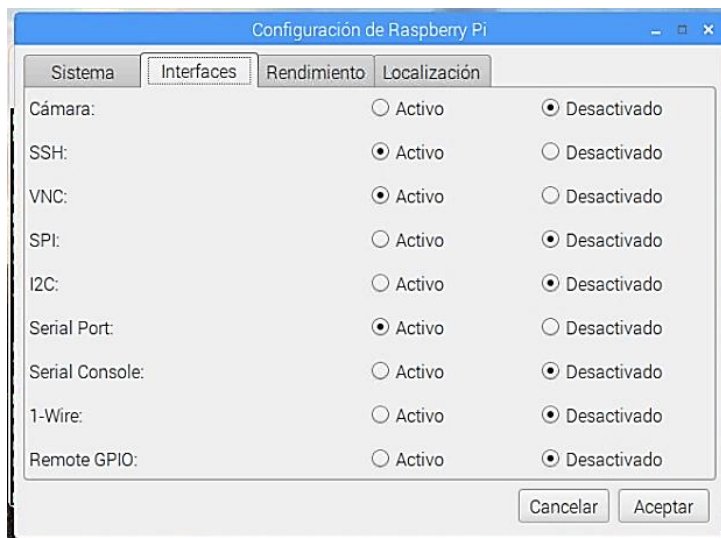 Configuración de Raspberry Pi
Sistema Interfaces Rendimiento Localización
Cámara: Activo Desactivado
SSH: Activo Desactivado
VNC: Activo Desactivado
SPI: Activo Desactivado
I2C: Activo Desactivado
Serial Port: Activo Desactivado
Serial Console: Activo Desactivado
1-Wire: Activo Desactivado
Remote GPIO: Activo Desactivado
Cancelar Aceptar